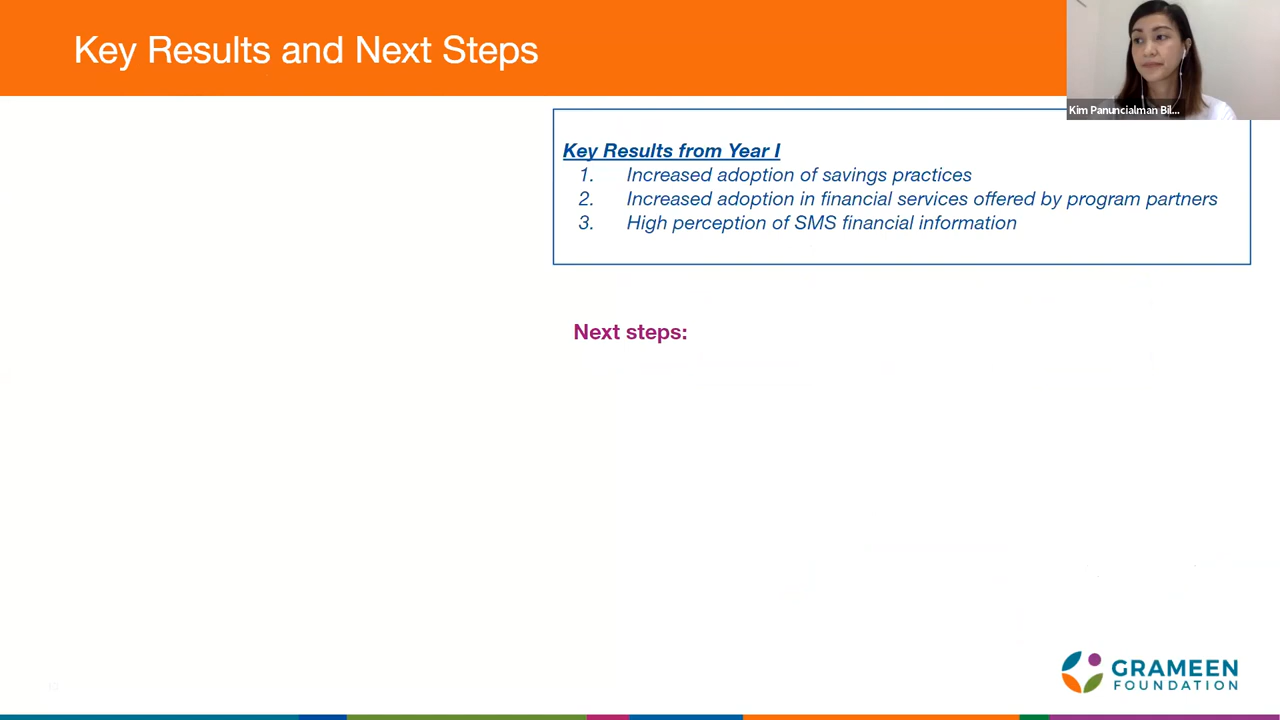 Key Results and Next Steps
Kim Panuncialman Bil...
Key Results from Year I
1. Increased adoption of savings practices
2. Increased adoption in financial services offered by program partners
3. High perception of SMS financial information
Next steps:
GRAMEEN
FOUNDATION